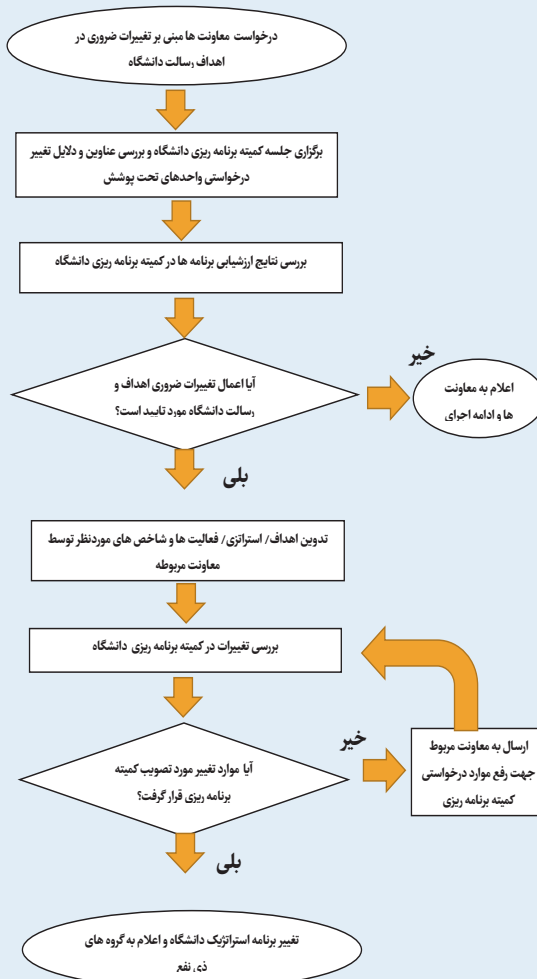 درخواست معاونت ها مبنی بر تغییرات ضروری در
اهداف رسالت دانشگاه
برگزاری جلسه کمیته برنامه ریزی دانشگاه و بررسی عناوین و دلایل تغییر
درخواستی واحدهای تحت پوشش
بررسی نتایج ارزشیابی برنامه ها در کمیته برنامه ریزی دانشگاه
آیا اعمال تغییرات ضروری اهداف و
رسالت دانشگاه مورد تایید است؟
خیر
اعلام به معاونت
ها و ادامه اجرای
بلی
تدوین اهداف/ استراتژی/ فعالیت ها و شاخص های موردنظر توسط
معاونت مربوطه
بررسی تغییرات در کمیته برنامه ریزی دانشگاه
آیا موارد تغییر مورد تصویب کمیته
برنامه ریزی قرار گرفت؟
خیر
ارسال به معاونت مربوط
جهت رفع موارد درخواستی
کمیته برنامه ریزی
بلی
تغییر برنامه استراتژیک دانشگاه و اعلام به گروه های
ذی نفع